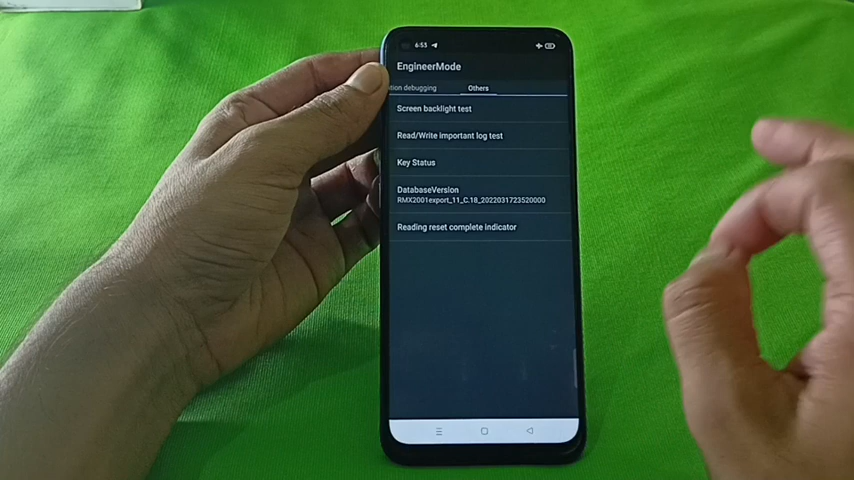 6:53
EngineerMode
tion debugging Others
Screen backlight test
Read/Write important log test
Key Status
DatabaseVersion
RMX2001export_11_C.18_2022031723520000
Reading reset complete indicator